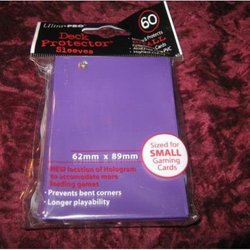 Ultra PRO
Deck
Protector
Sleeves
60
62mm x 89mm
NEW location of Hologram
to accomodate more
leading games
• Prevents bent corners
• Longer playability
Sized for
SMALL
Gaming
Cards